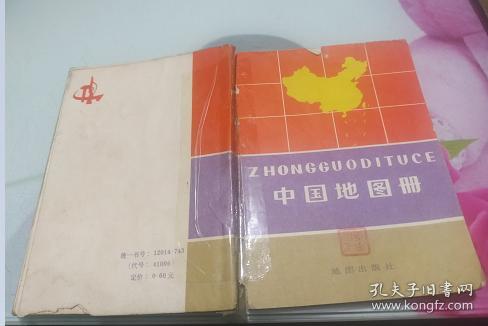 ZHONGGUODITUCE
中国地图册
地图出版社
统一书号：12014·743
(代号：41006)
定价：0·60元
孔夫子旧书网
www.kongfz.com